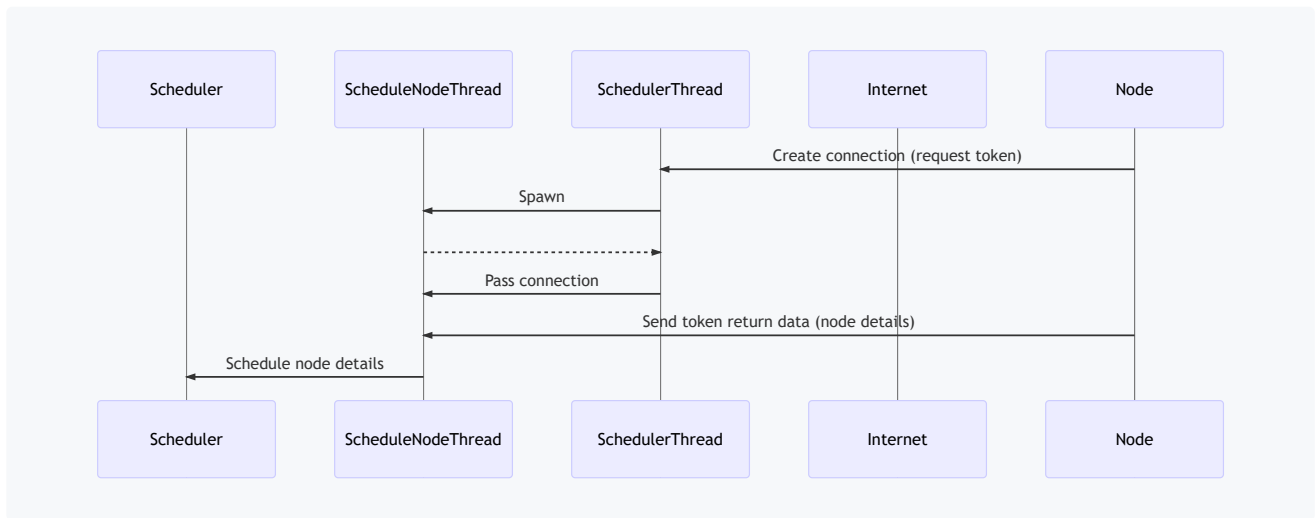 Scheduler
ScheduleNodeThread
SchedulerThread
Internet
Node
Create connection (request token)
Spawn
Pass connection
Send token return data (node details)
Schedule node details
Scheduler
ScheduleNodeThread
SchedulerThread
Internet
Node